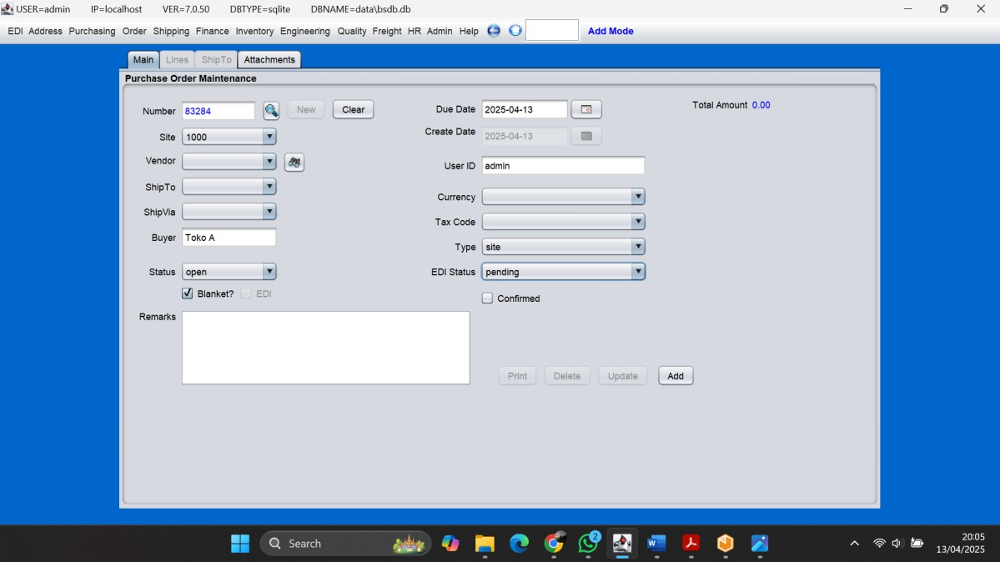 USER=admin IP=localhost VER=7.0.50 DBTYPE=sqlite DBNAME=data\bsdb.db
EDI Address Purchasing Order Shipping Finance Inventory Engineering Quality Freight HR Admin Help Add Mode
Main Lines ShipTo Attachments
Purchase Order Maintenance
Number 83284 New Clear Due Date 2025-04-13 Total Amount 0.00
Site 1000 Create Date 2025-04-13
Vendor User ID admin
ShipTo Currency
ShipVia Tax Code
Buyer Toko A Type site
Status open EDI Status pending
Blanket? EDI Confirmed
Remarks
Print Delete Update Add
Search 2 20:05
13/04/2025